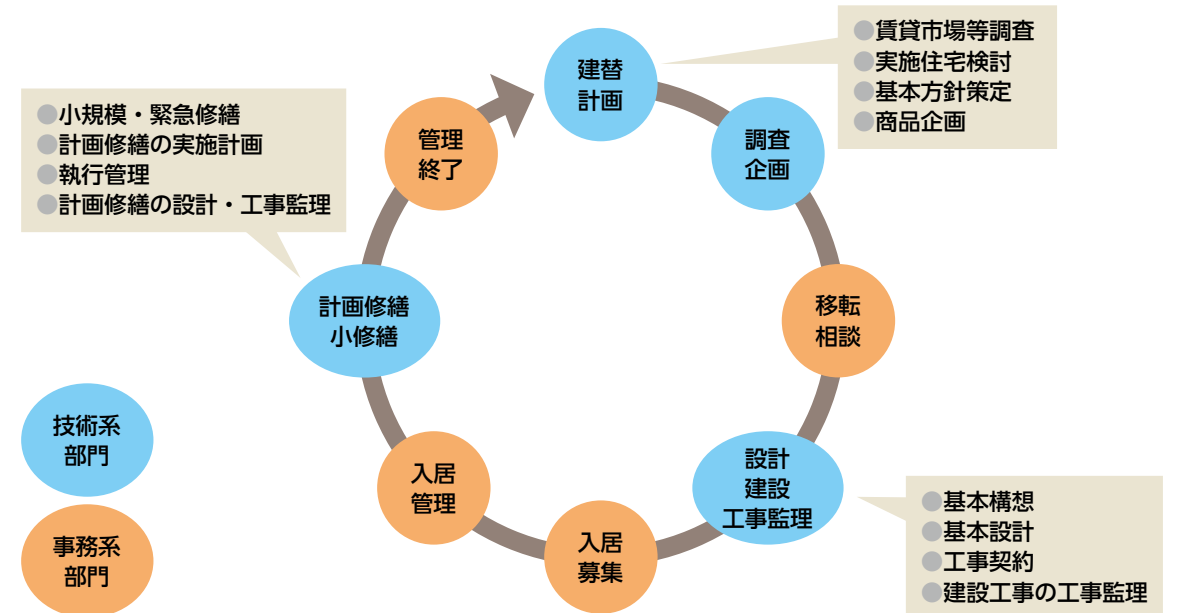 建替
計画
●賃貸市場等調査
●実施住宅検討
●基本方針策定
●商品企画
調査
企画
移転
相談
設計
建設
工事監理
●基本構想
●基本設計
●工事契約
●建設工事の工事監理
入居
募集
入居
管理
計画修繕
小修繕
●小規模・緊急修繕
●計画修繕の実施計画
●執行管理
●計画修繕の設計・工事監理
管理
終了
技術系
部門
事務系
部門